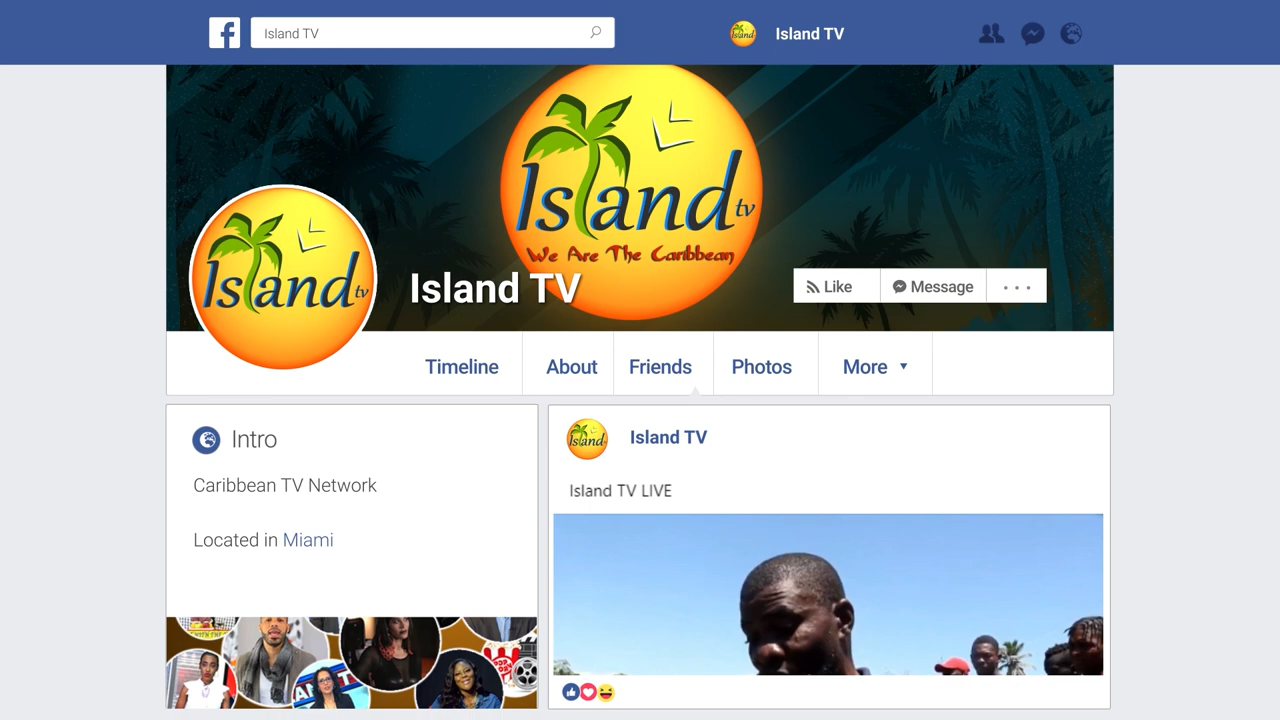 Island TV
Island TV
Island
Island tv
We Are The Caribbean
Island tv
Island TV
Like
Message
...
Timeline
About
Friends
Photos
More
Intro
Caribbean TV Network
Located in Miami
Island
Island TV
Island TV LIVE